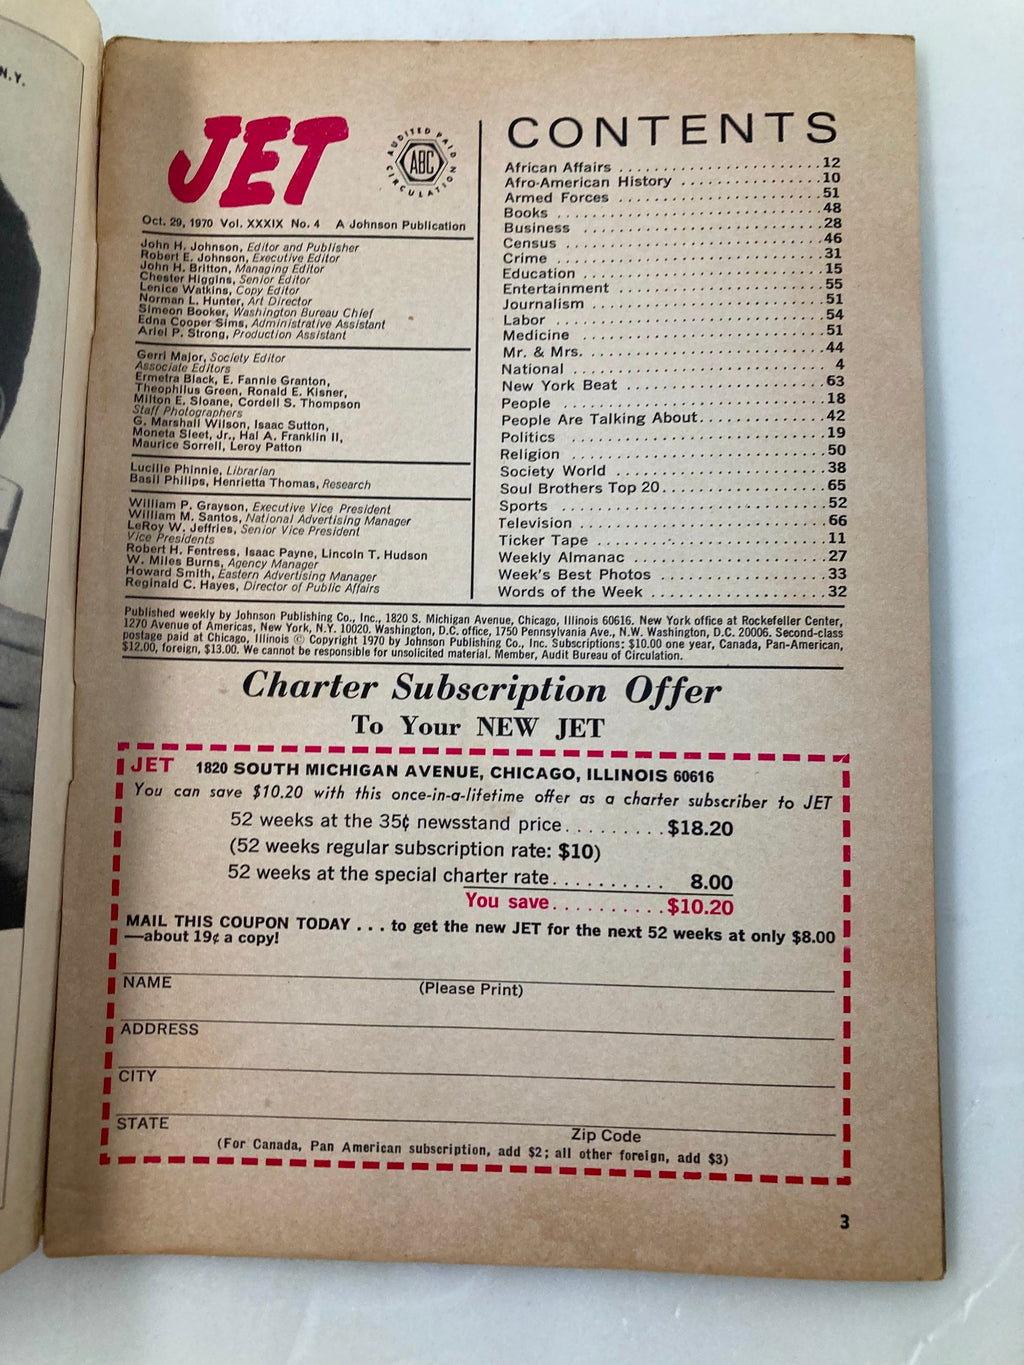 N.Y.
JET
AUDITED PAID CIRCULATION
ABC
Oct. 29, 1970 Vol. XXXIX No. 4 A Johnson Publication
John H. Johnson, Editor and Publisher
Robert E. Johnson, Executive Editor
John H. Britton, Managing Editor
Chester Higgins, Senior Editor
Lenice Watkins, Copy Editor
Norman L. Hunter, Art Director
Simeon Booker, Washington Bureau Chief
Edna Cooper Sims, Administrative Assistant
Ariel P. Strong, Production Assistant
Gerri Major, Society Editor
Associate Editors
Ermetra Black, E. Fannie Granton,
Theophilus Green, Ronald E. Kisner,
Milton E. Sloane, Cordell S. Thompson
Staff Photographers
G. Marshall Wilson, Isaac Sutton,
Moneta Sleet, Jr., Hal A. Franklin II,
Maurice Sorrell, Leroy Patton
Lucille Phinnie, Librarian
Basil Phillips, Henrietta Thomas, Research
William P. Grayson, Executive Vice President
William M. Santos, National Advertising Manager
LeRoy W. Jeffries, Senior Vice President
Vice Presidents
Robert H. Fentress, Isaac Payne, Lincoln T. Hudson
W. Miles Burns, Agency Manager
Howard Smith, Eastern Advertising Manager
Reginald C. Hayes, Director of Public Affairs
CONTENTS
African Affairs . . . . . . . . . . 12
Afro-American History . . . . . . . . . . 10
Armed Forces . . . . . . . . . . 51
Books . . . . . . . . . . 48
Business . . . . . . . . . . 28
Census . . . . . . . . . . 46
Crime . . . . . . . . . . 31
Education . . . . . . . . . . 15
Entertainment . . . . . . . . . . 55
Journalism . . . . . . . . . . 51
Labor . . . . . . . . . . 54
Medicine . . . . . . . . . . 51
Mr. & Mrs. . . . . . . . . . . 44
National . . . . . . . . . . 4
New York Beat . . . . . . . . . . 63
People . . . . . . . . . . 18
People Are Talking About . . . . . . . . . . 42
Politics . . . . . . . . . . 19
Religion . . . . . . . . . . 50
Society World . . . . . . . . . . 38
Soul Brothers Top 20 . . . . . . . . . . 65
Sports . . . . . . . . . . 52
Television . . . . . . . . . . 66
Ticker Tape . . . . . . . . . . 11
Weekly Almanac . . . . . . . . . . 27
Week's Best Photos . . . . . . . . . . 33
Words of the Week . . . . . . . . . . 32
Published weekly by Johnson Publishing Co., Inc., 1820 S. Michigan Avenue, Chicago, Illinois 60616. New York office at Rockefeller Center,
1270 Avenue of Americas, New York, N.Y. 10020. Washington, D.C. office, 1750 Pennsylvania Ave., N.W. Washington, D.C. 20006. Second-class
postage paid at Chicago, Illinois © Copyright 1970 by Johnson Publishing Co., Inc. Subscriptions: $10.00 one year, Canada, Pan-American,
$12.00, foreign, $13.00. We cannot be responsible for unsolicited material. Member, Audit Bureau of Circulation.
Charter Subscription Offer
To Your NEW JET
JET 1820 SOUTH MICHIGAN AVENUE, CHICAGO, ILLINOIS 60616
You can save $10.20 with this once-in-a-lifetime offer as a charter subscriber to JET
52 weeks at the 35¢ newsstand price . . . . . . . . . $18.20
(52 weeks regular subscription rate: $10)
52 weeks at the special charter rate . . . . . . . . . . 8.00
You save . . . . . . . . . . $10.20
MAIL THIS COUPON TODAY . . . to get the new JET for the next 52 weeks at only $8.00
—about 19¢ a copy!
NAME (Please Print)
ADDRESS
CITY
STATE Zip Code
(For Canada, Pan American subscription, add $2; all other foreign, add $3)
3